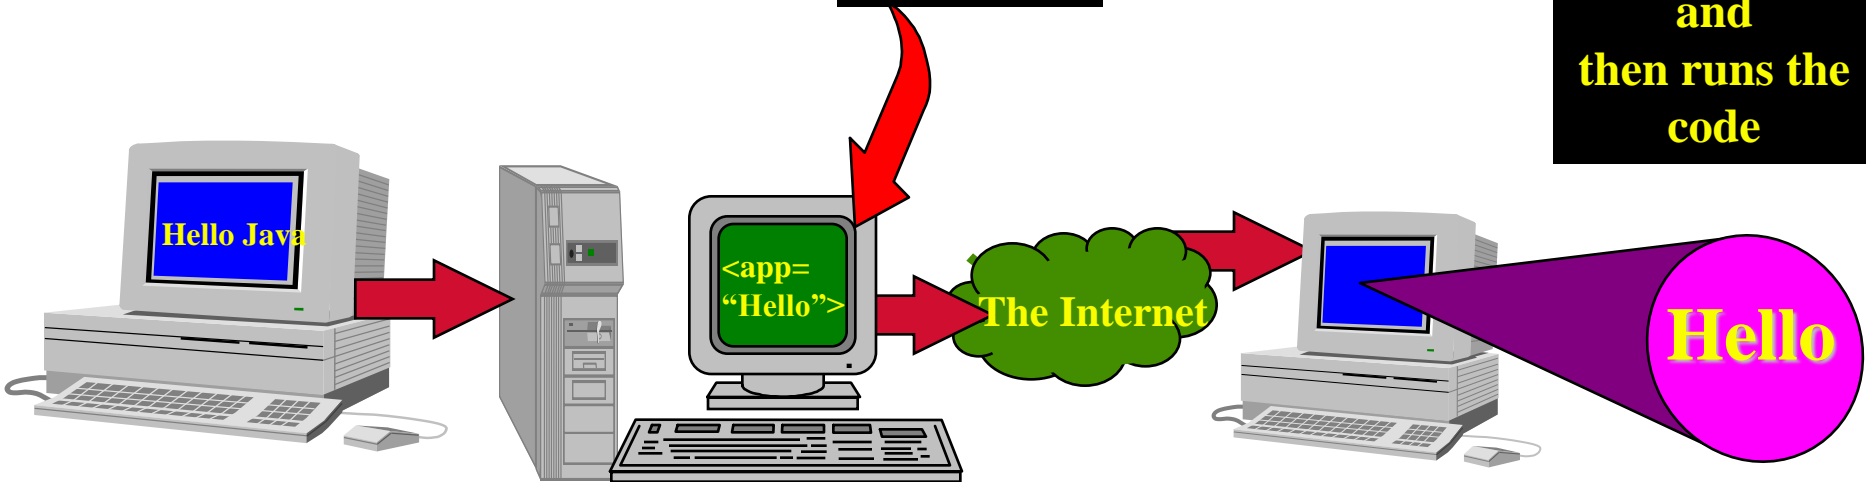 and
then runs the
code
Hello Java
<app=
“Hello”>
The Internet
Hello